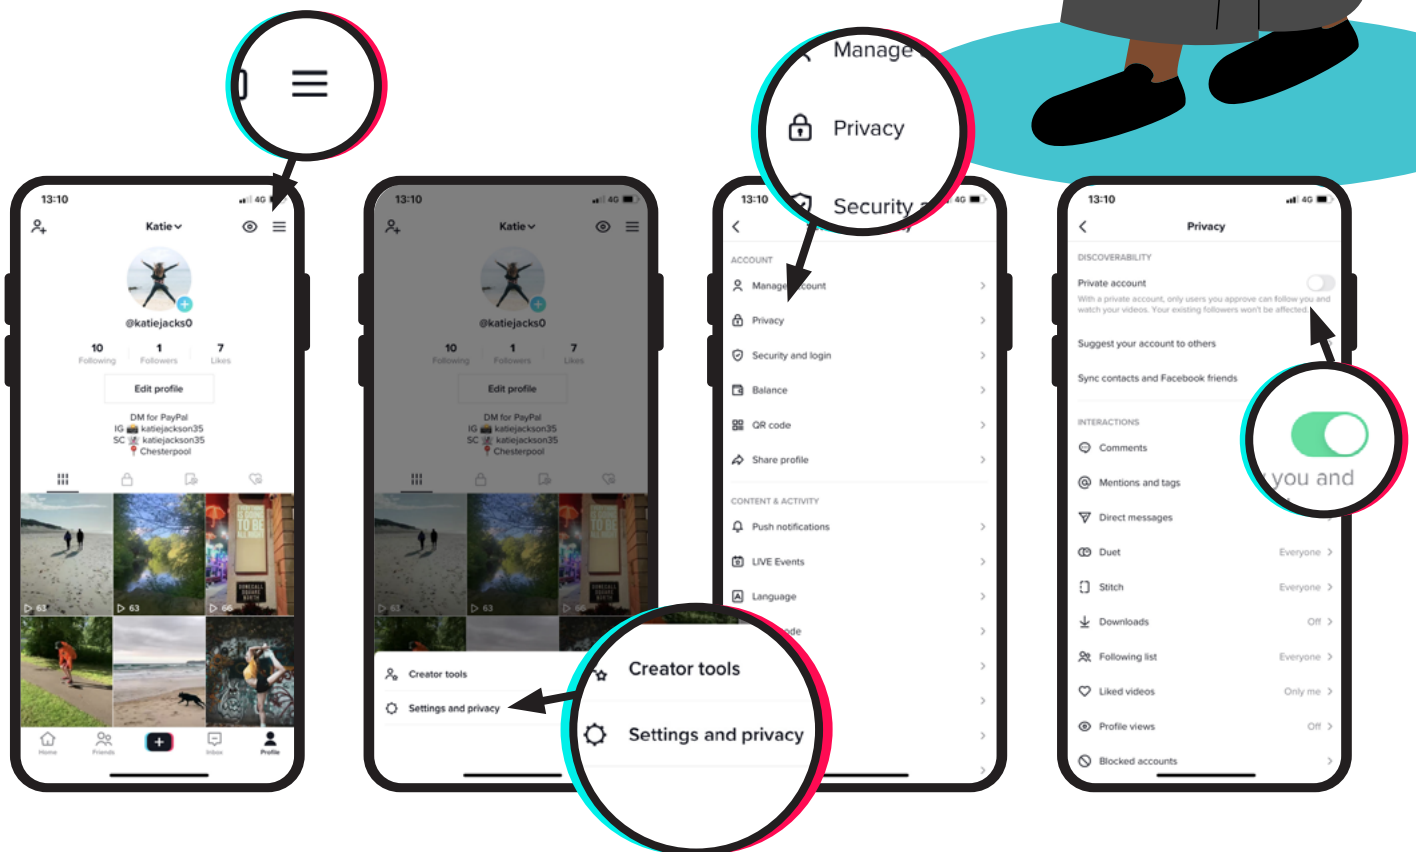 13:10
4G
Katie
@katiejacks0
10
1
7
Following
Followers
Likes
Edit profile
DM for PayPal
IG 📸 katiejackson35
SC katiejackson35
📍 Chesterpool
63
63
66
Home
Friends
Inbox
Profile
13:10
4G
Katie
@katiejacks0
10
1
7
Following
Followers
Likes
Edit profile
DM for PayPal
IG 📸 katiejackson35
SC katiejackson35
📍 Chesterpool
63
63
66
Creator tools
Settings and privacy
Creator tools
Settings and privacy
Manage
Privacy
Security
13:10
4G
ACCOUNT
Manage account
Privacy
Security and login
Balance
QR code
Share profile
CONTENT & ACTIVITY
Push notifications
LIVE Events
Language
13:10
4G
Privacy
DISCOVERABILITY
Private account
With a private account, only users you approve can follow you and
watch your videos. Your existing followers won't be affected.
Suggest your account to others
Sync contacts and Facebook friends
you and
INTERACTIONS
Comments
Mentions and tags
Direct messages
Duet Everyone
Stitch Everyone
Downloads Off
Following list Everyone
Liked videos Only me
Profile views Off
Blocked accounts